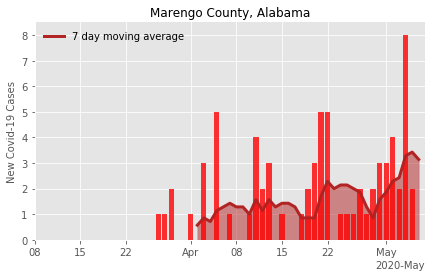 Marengo County, Alabama
7 day moving average
New Covid-19 Cases
8
7
6
5
4
3
2
1
0
08 15 22 Apr 08 15 22 May
2020-May